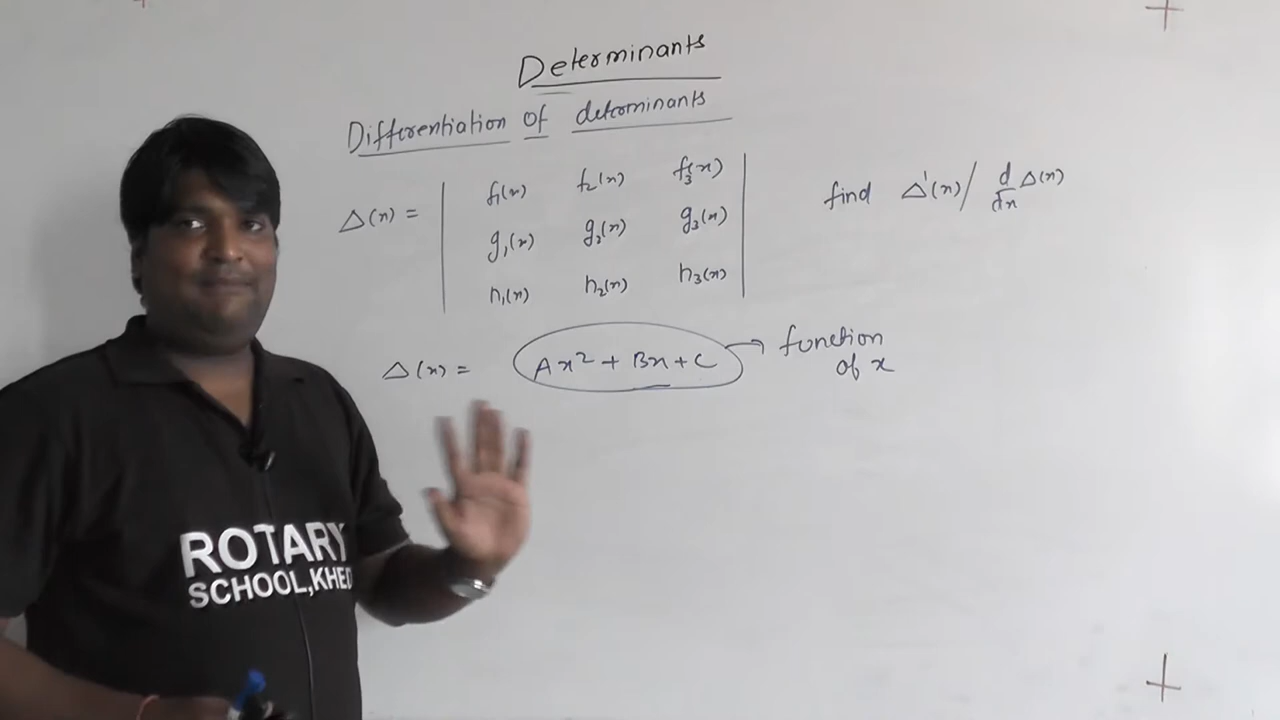 Determinants
Differentiation of determinants
Δ(x) = | f₁(x) f₂(x) f₃(x) |
| g₁(x) g₂(x) g₃(x) |
| h₁(x) h₂(x) h₃(x) |
find Δ'(x) / d/dx Δ(x)
Δ(x) = Ax² + Bx + C → function
of x
ROTARY
SCHOOL,KHED